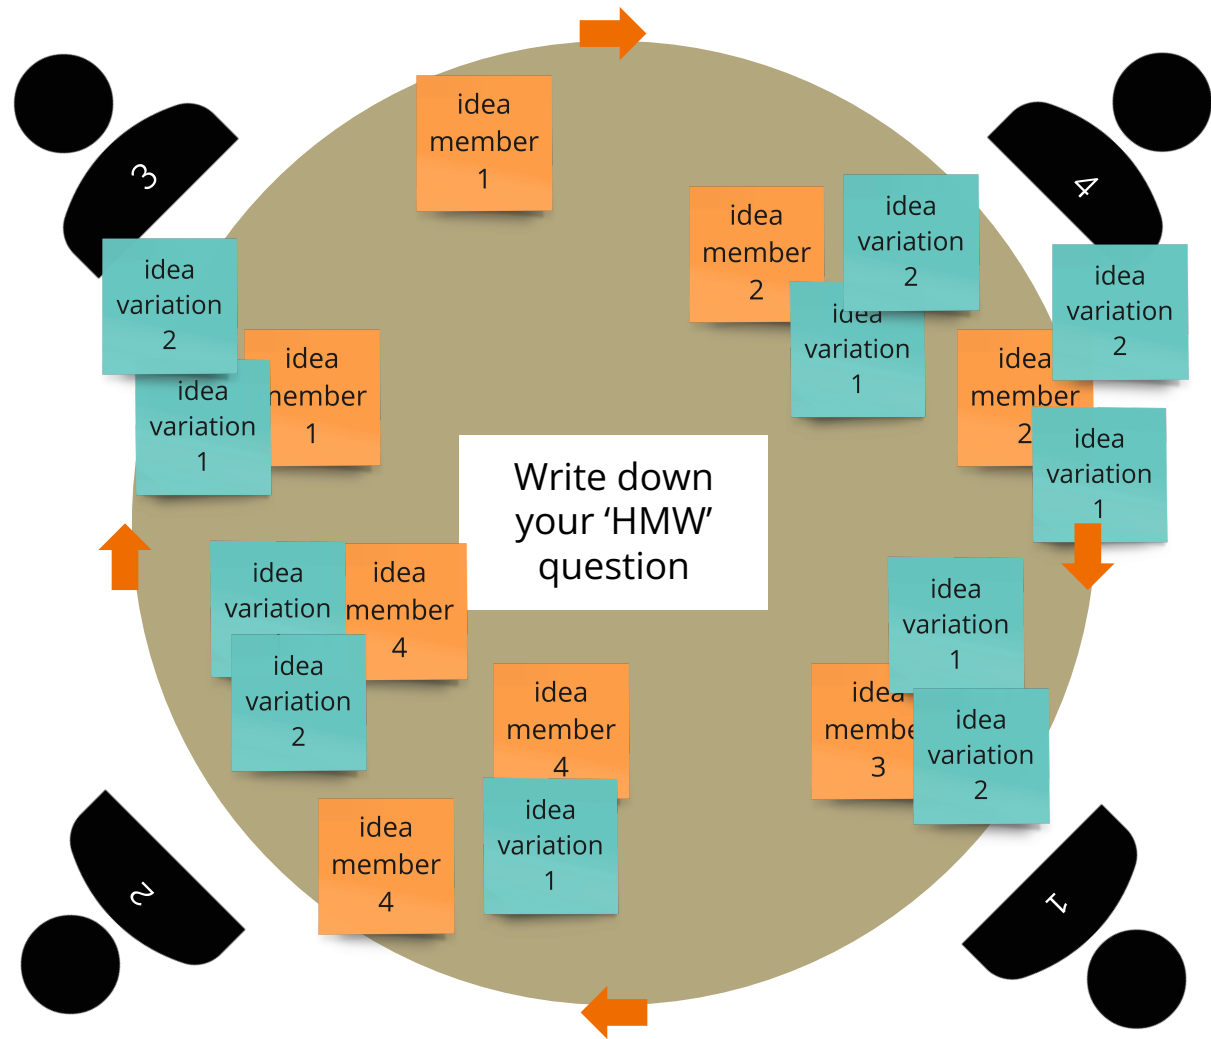 idea
member
1
3
4
idea
member
2
idea
variation
2
idea
variation
1
idea
variation
2
idea
member
2
idea
variation
1
idea
variation
2
idea
variation
1
idea
member
1
Write down
your ‘HMW’
question
idea
variation
idea
member
4
idea
variation
2
idea
member
4
idea
variation
1
idea
member
4
idea
variation
1
idea
member
3
idea
variation
2
2
1